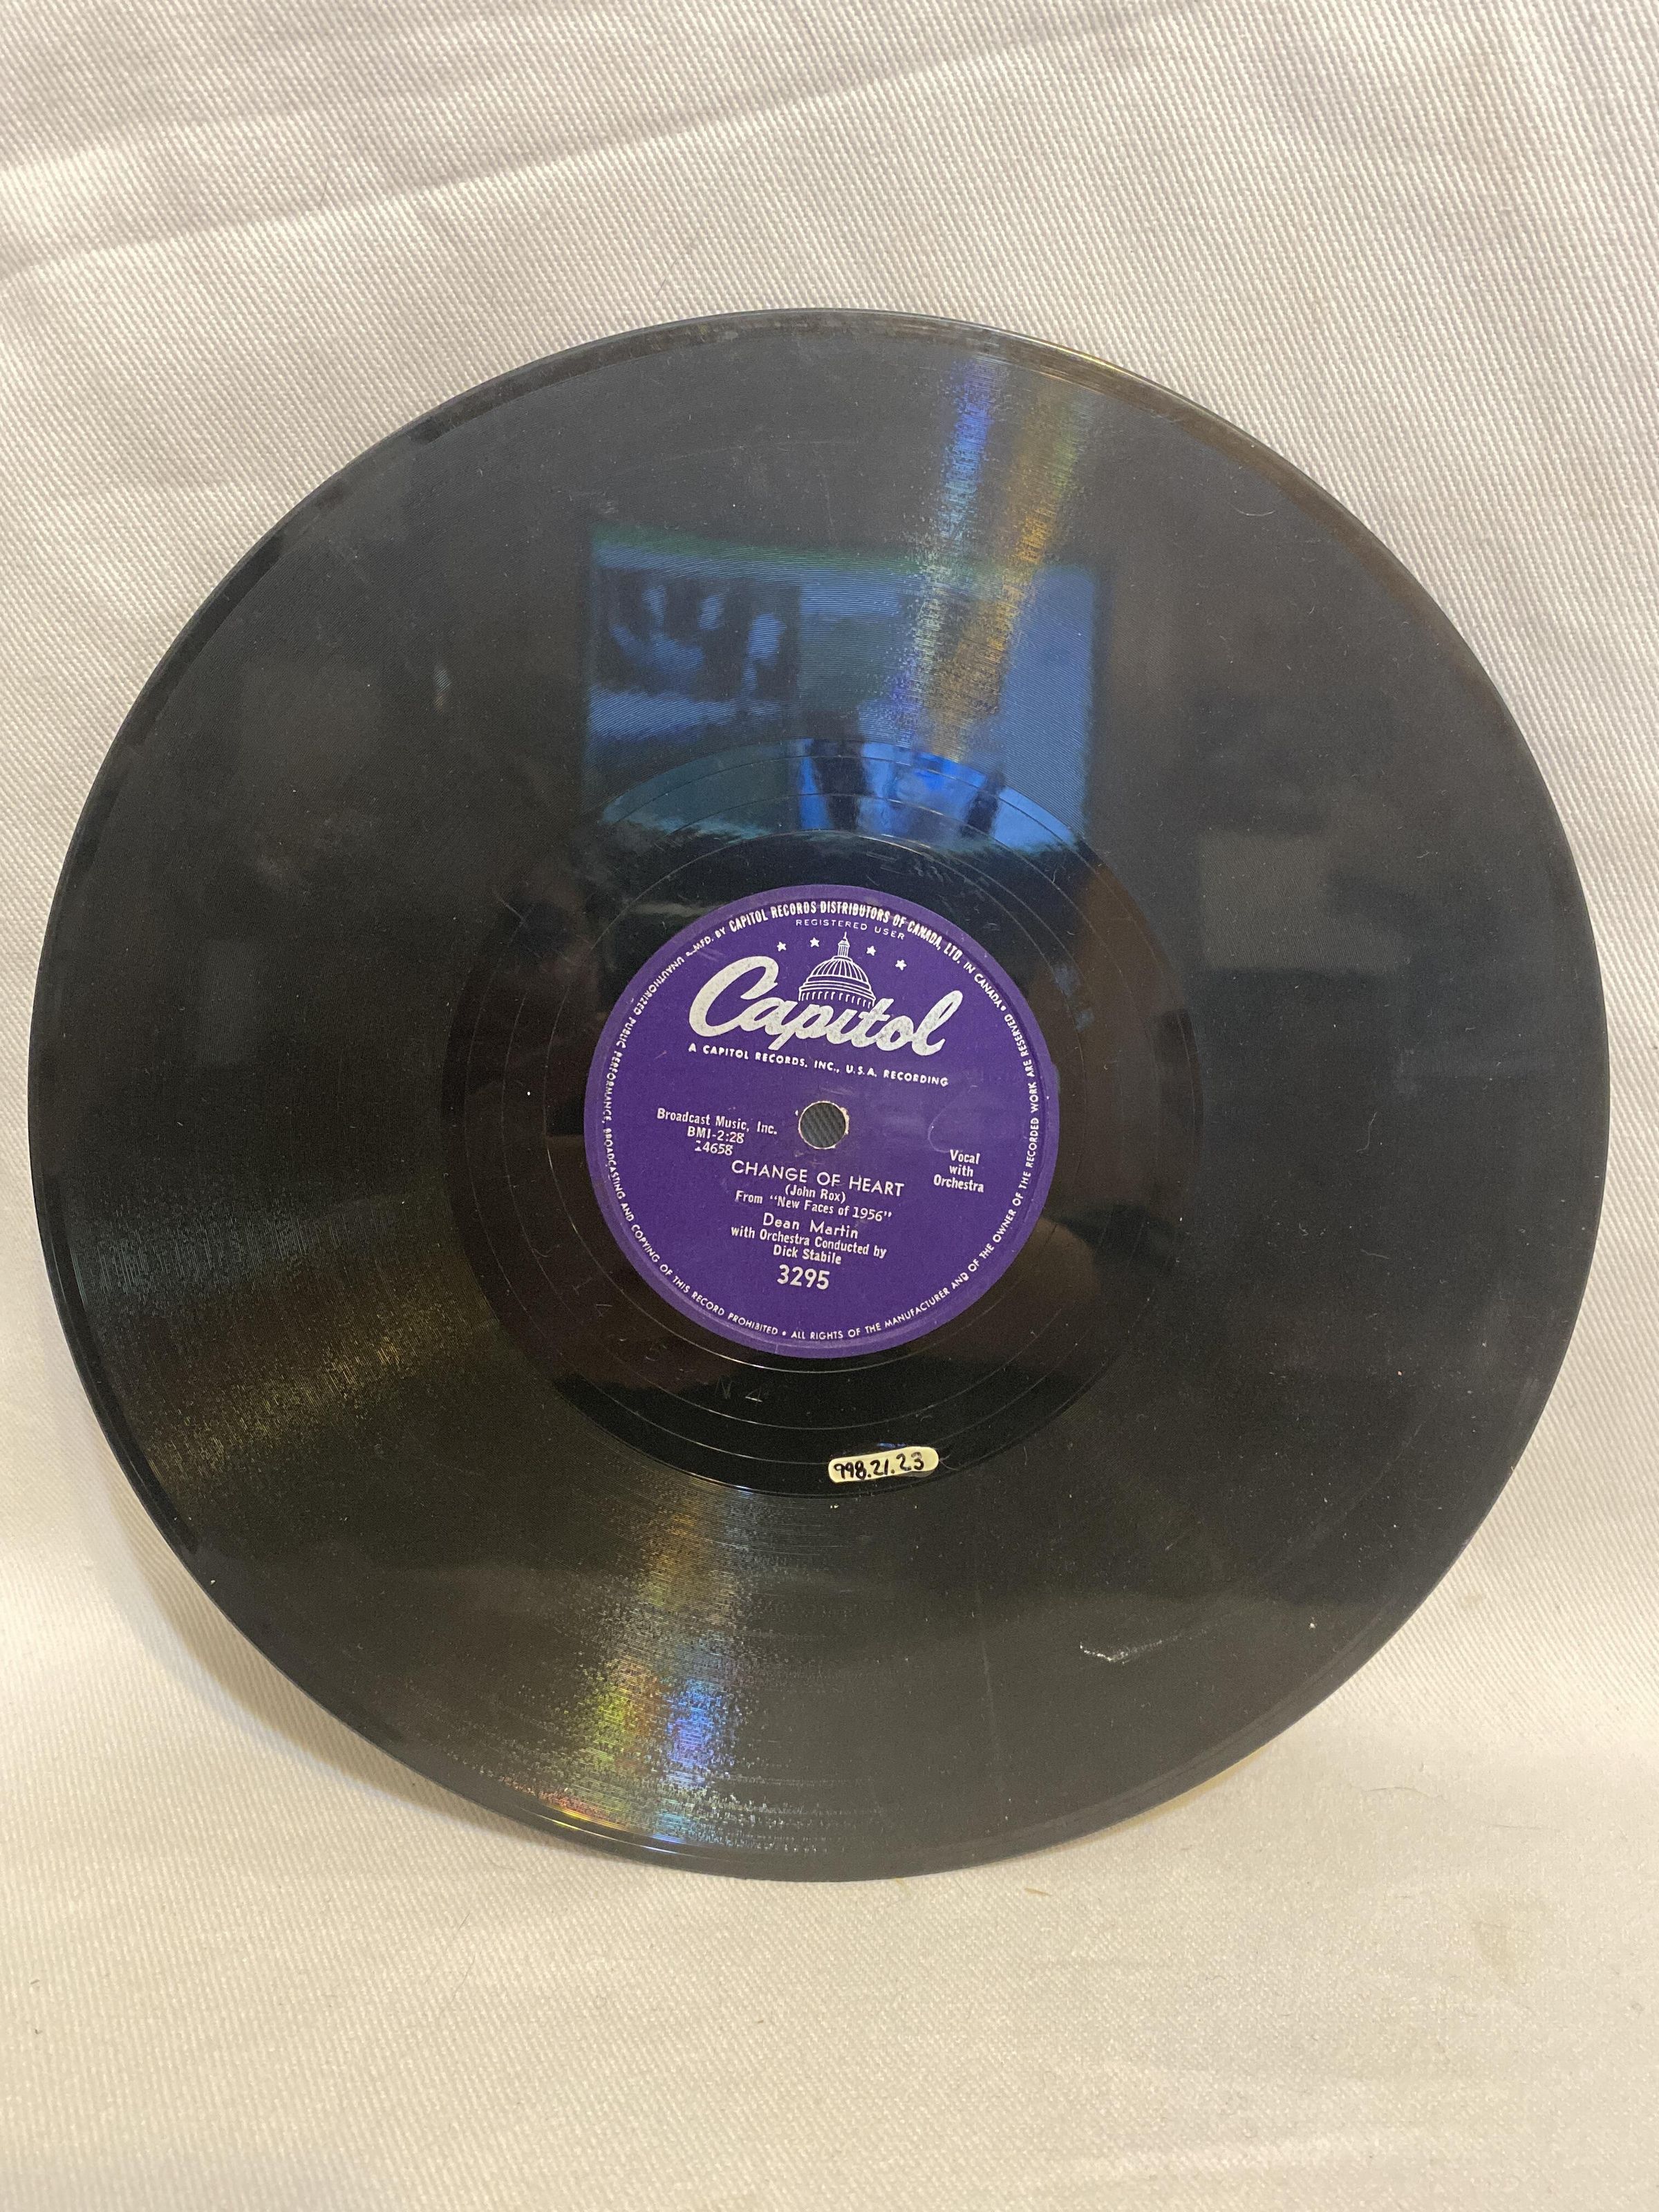 MFD. BY CAPITOL RECORDS DISTRIBUTORS OF CANADA, LTD. IN CANADA • ALL RIGHTS OF THE MANUFACTURER AND OF THE OWNER OF THE RECORDED WORK ARE RESERVED
UNAUTHORIZED PUBLIC PERFORMANCE, BROADCASTING AND COPYING OF THIS RECORD PROHIBITED •
REGISTERED USER
Capitol
A CAPITOL RECORDS, INC., U.S.A. RECORDING
Broadcast Music, Inc.
BMI-2:28
14658
Vocal
with
Orchestra
CHANGE OF HEART
(John Rox)
From "New Faces of 1956"
Dean Martin
with Orchestra Conducted by
Dick Stabile
3295
998.21.23